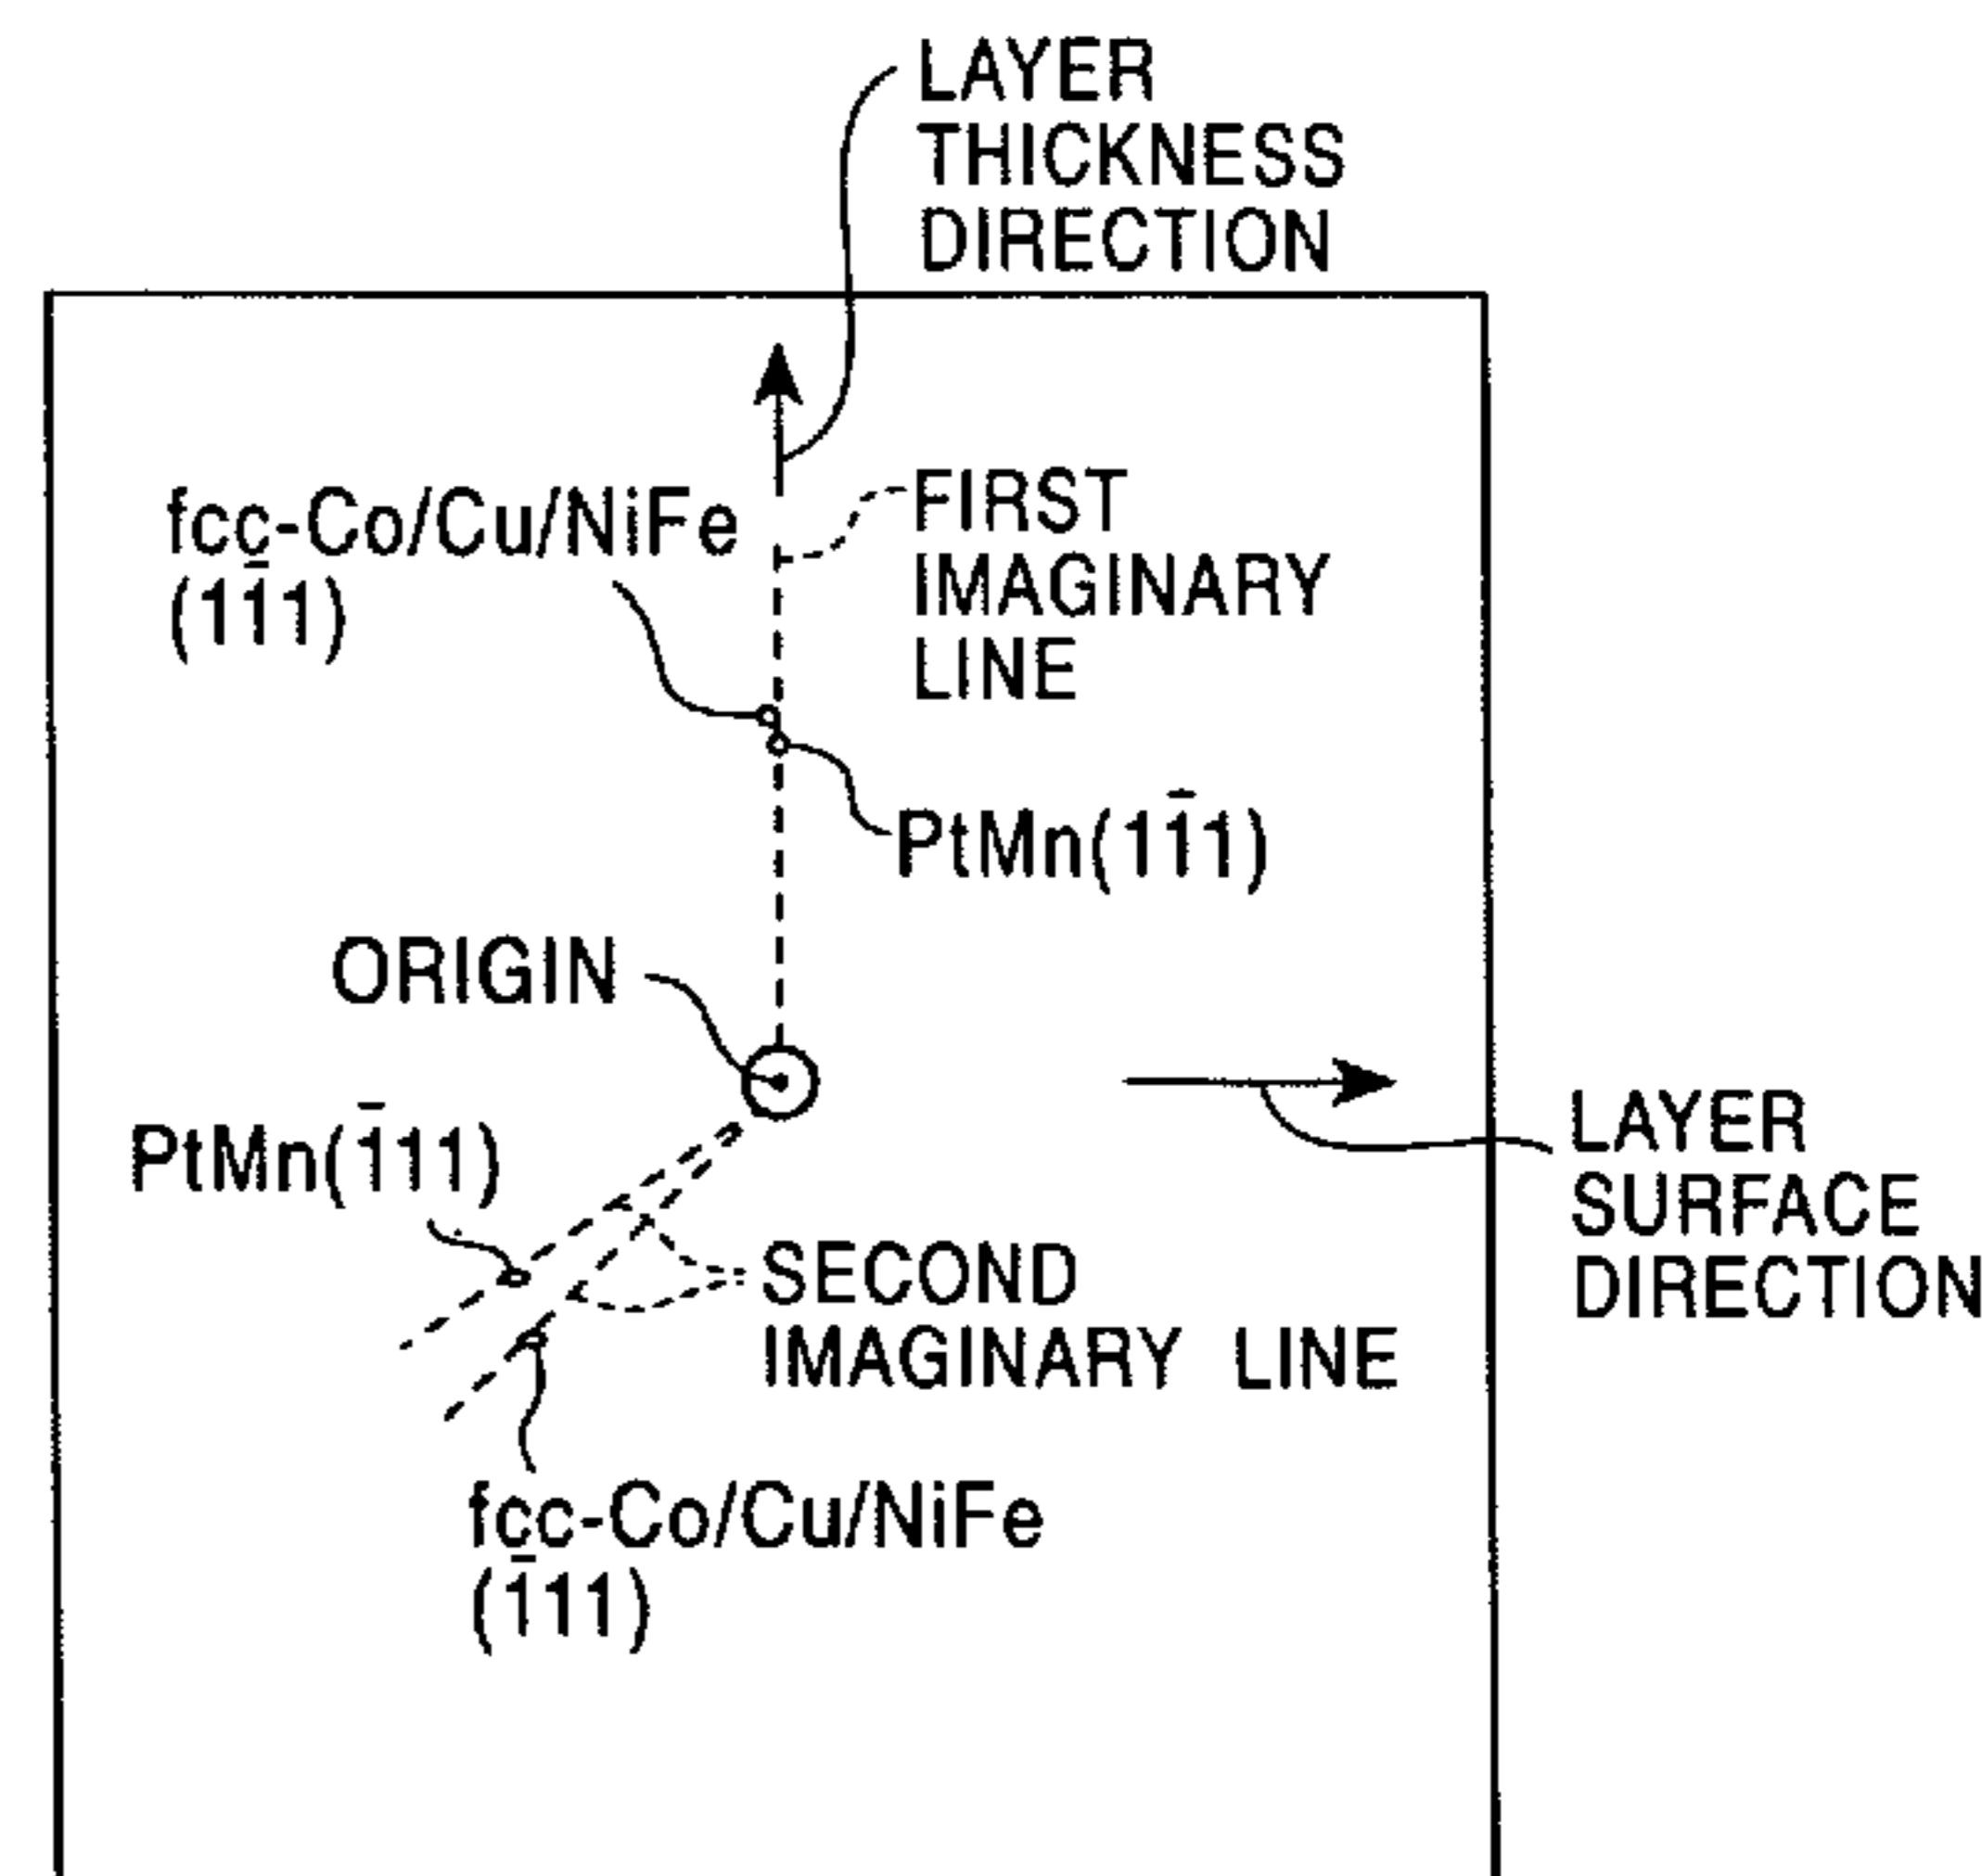 LAYER
THICKNESS
DIRECTION
fcc-Co/Cu/NiFe
(11̄1)
FIRST
IMAGINARY
LINE
PtMn(11̄1)
ORIGIN
PtMn(1̄11)
LAYER
SURFACE
DIRECTION
SECOND
IMAGINARY LINE
fcc-Co/Cu/NiFe
(1̄11)